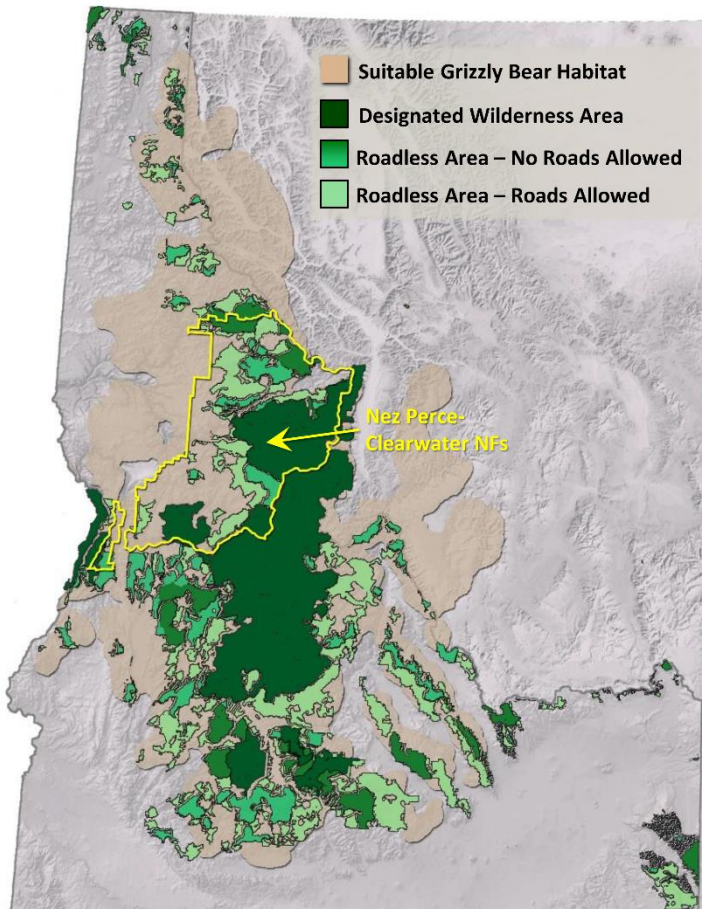 Suitable Grizzly Bear Habitat
Designated Wilderness Area
Roadless Area – No Roads Allowed
Roadless Area – Roads Allowed
Nez Perce-
Clearwater NFs